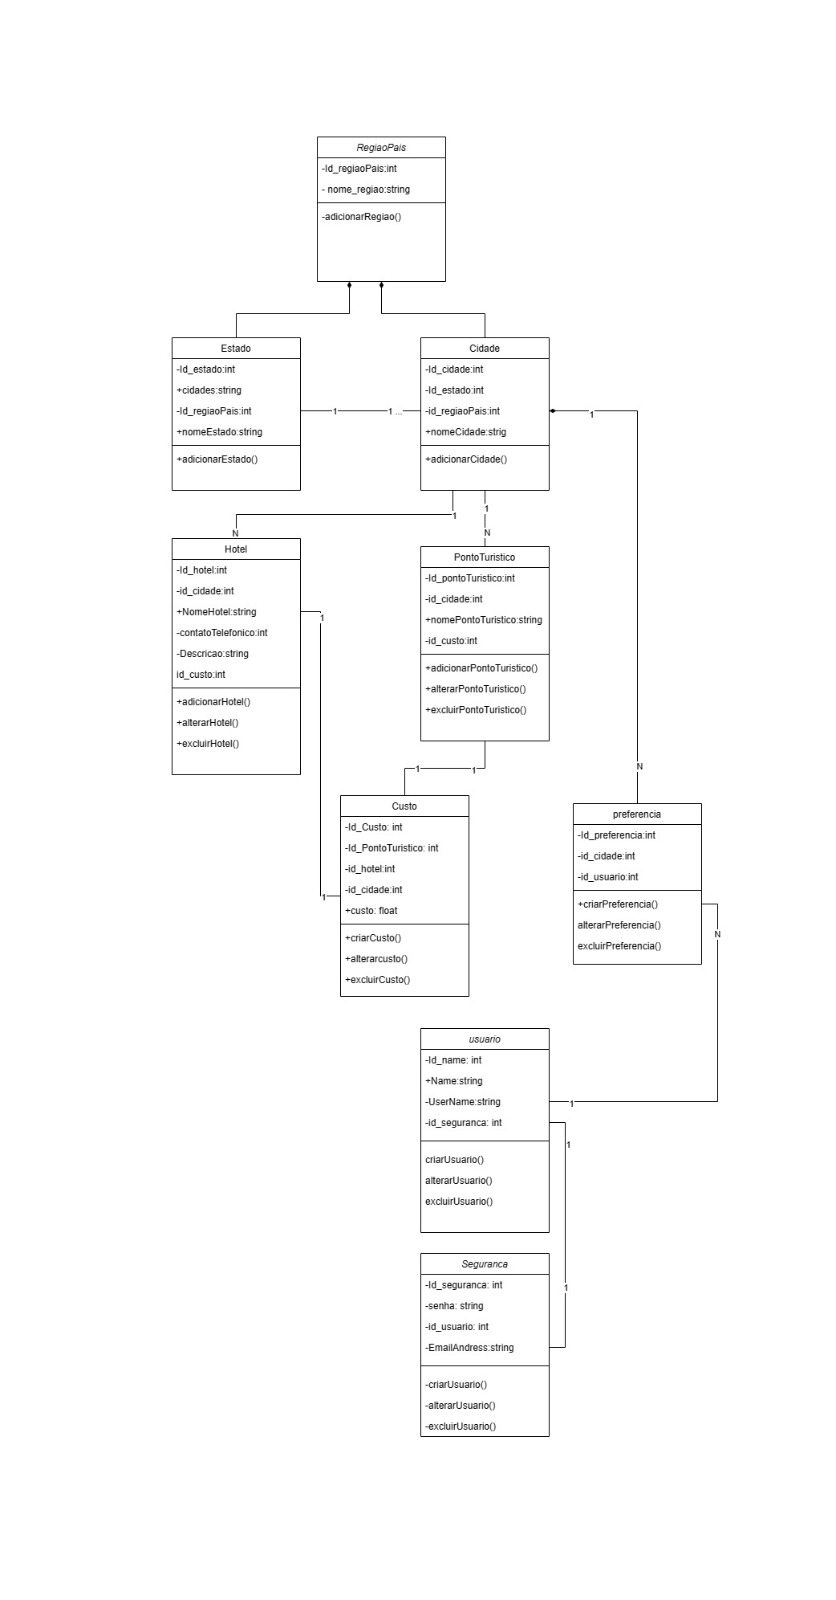 RegiaoPais
-Id_regiaoPais:int
- nome_regiao:string
-adicionarRegiao()
Estado
-Id_estado:int
+cidades:string
-Id_regiaoPais:int
+nomeEstado:string
+adicionarEstado()
1
1 ...
Cidade
-Id_cidade:int
-Id_estado:int
-id_regiaoPais:int
+nomeCidade:strig
+adicionarCidade()
1
1
N
1
N
Hotel
-Id_hotel:int
-id_cidade:int
+NomeHotel:string
-contatoTelefonico:int
-Descricao:string
id_custo:int
+adicionarHotel()
+alterarHotel()
+excluirHotel()
1
PontoTuristico
-Id_pontoTuristico:int
-id_cidade:int
+nomePontoTuristico:string
-id_custo:int
+adicionarPontoTuristico()
+alterarPontoTuristico()
+excluirPontoTuristico()
1
1
N
Custo
-Id_Custo: int
-Id_PontoTuristico: int
-id_hotel:int
-id_cidade:int
+custo: float
+criarCusto()
+alterarcusto()
+excluirCusto()
1
preferencia
-Id_preferencia:int
-id_cidade:int
-id_usuario:int
+criarPreferencia()
alterarPreferencia()
excluirPreferencia()
N
usuario
-Id_name: int
+Name:string
-UserName:string
-id_seguranca: int
criarUsuario()
alterarUsuario()
excluirUsuario()
1
1
1
Seguranca
-Id_seguranca: int
-senha: string
-id_usuario: int
-EmailAndress:string
-criarUsuario()
-alterarUsuario()
-excluirUsuario()